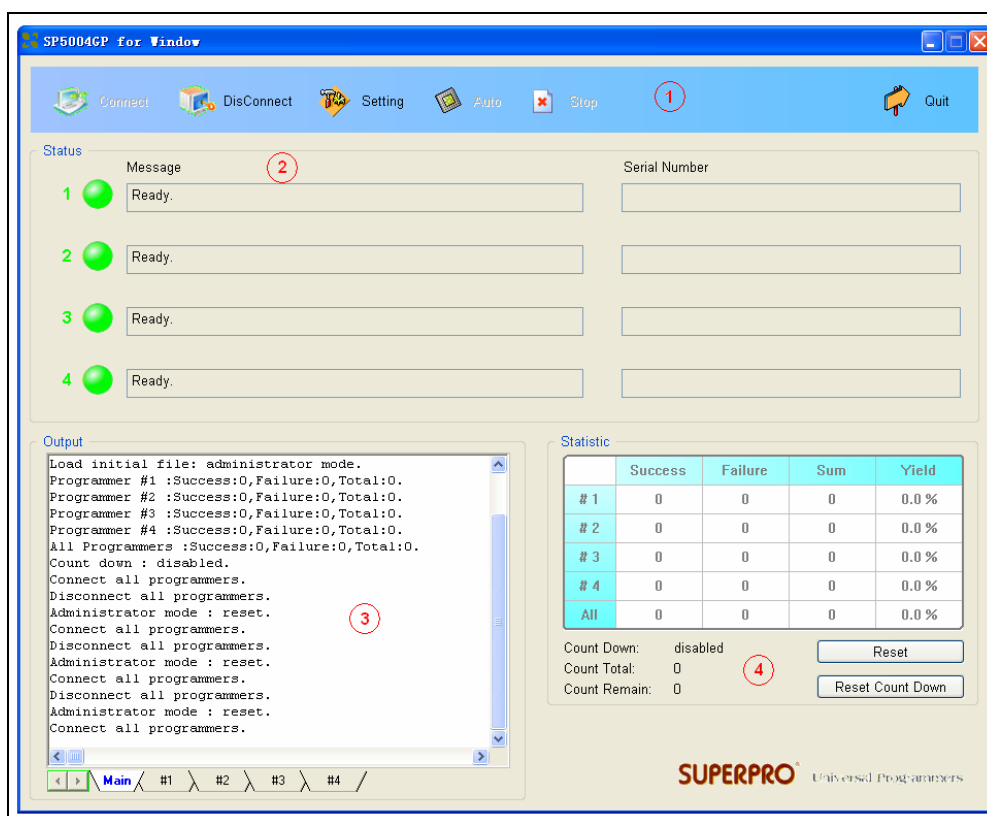 SP5004GP for Window
Connect DisConnect Setting Auto Stop 1 Quit
Status
Message 2 Serial Number
1 Ready.
2 Ready.
3 Ready.
4 Ready.
Output
Load initial file: administrator mode.
Programmer #1 :Success:0,Failure:0,Total:0.
Programmer #2 :Success:0,Failure:0,Total:0.
Programmer #3 :Success:0,Failure:0,Total:0.
Programmer #4 :Success:0,Failure:0,Total:0.
All Programmers :Success:0,Failure:0,Total:0.
Count down : disabled.
Connect all programmers.
Disconnect all programmers.
Administrator mode : reset.
Connect all programmers.
Disconnect all programmers.
Administrator mode : reset.
Connect all programmers.
Disconnect all programmers.
Administrator mode : reset.
Connect all programmers.
3
Main #1 #2 #3 #4
Statistic
Success Failure Sum Yield
# 1 0 0 0 0.0 %
# 2 0 0 0 0.0 %
# 3 0 0 0 0.0 %
# 4 0 0 0 0.0 %
All 0 0 0 0.0 %
Count Down: disabled
Count Total: 0
Count Remain: 0
4
Reset
Reset Count Down
SUPERPRO® Universal Programmers